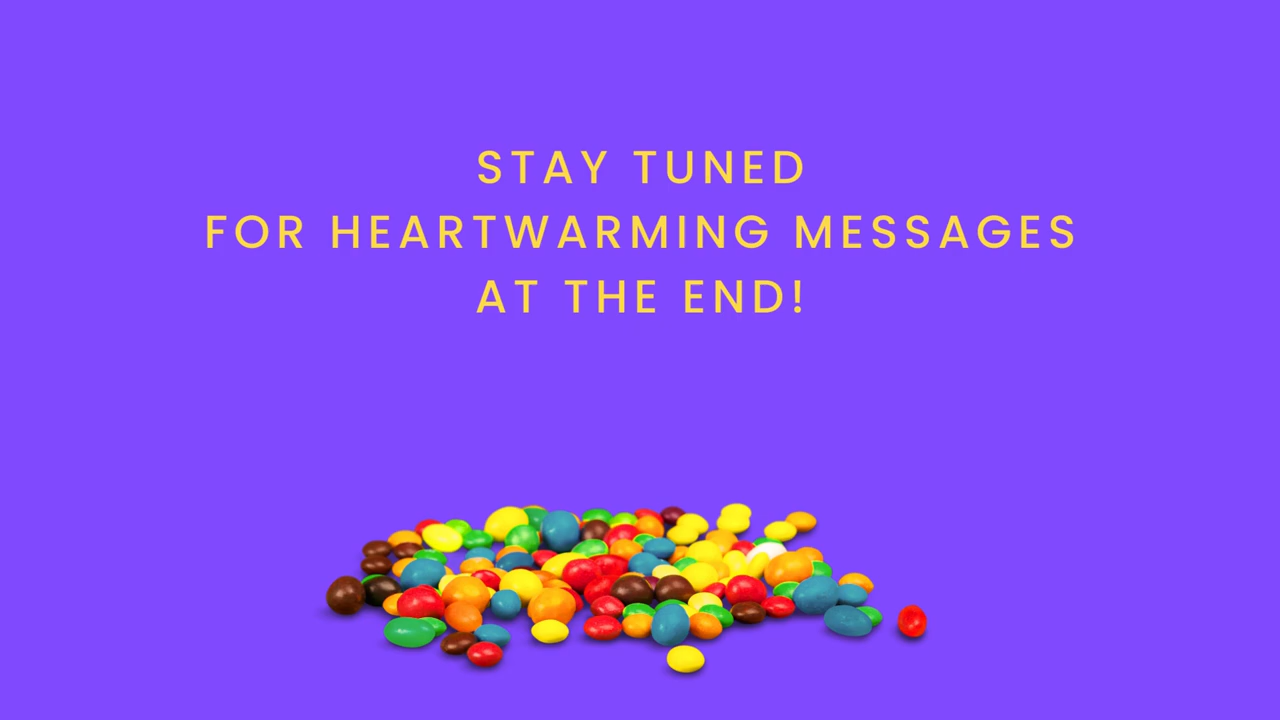 STAY TUNED
FOR HEARTWARMING MESSAGES
AT THE END!